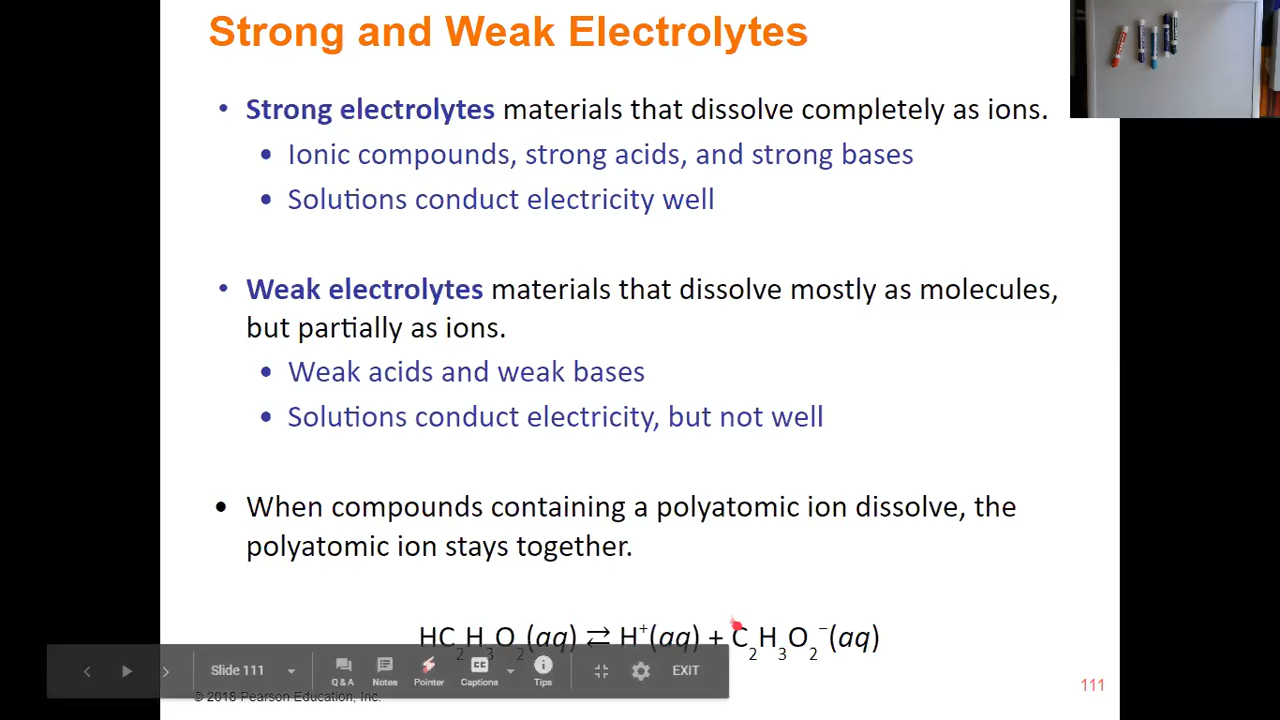 Strong and Weak Electrolytes
• Strong electrolytes materials that dissolve completely as ions.
• Ionic compounds, strong acids, and strong bases
• Solutions conduct electricity well
• Weak electrolytes materials that dissolve mostly as molecules,
but partially as ions.
• Weak acids and weak bases
• Solutions conduct electricity, but not well
• When compounds containing a polyatomic ion dissolve, the
polyatomic ion stays together.
HC₂H₃O₂(aq) ⇄ H⁺(aq) + C₂H₃O₂⁻(aq)
Slide 111
Q & A Notes Pointer Captions Tips EXIT
© 2018 Pearson Education, Inc.
111